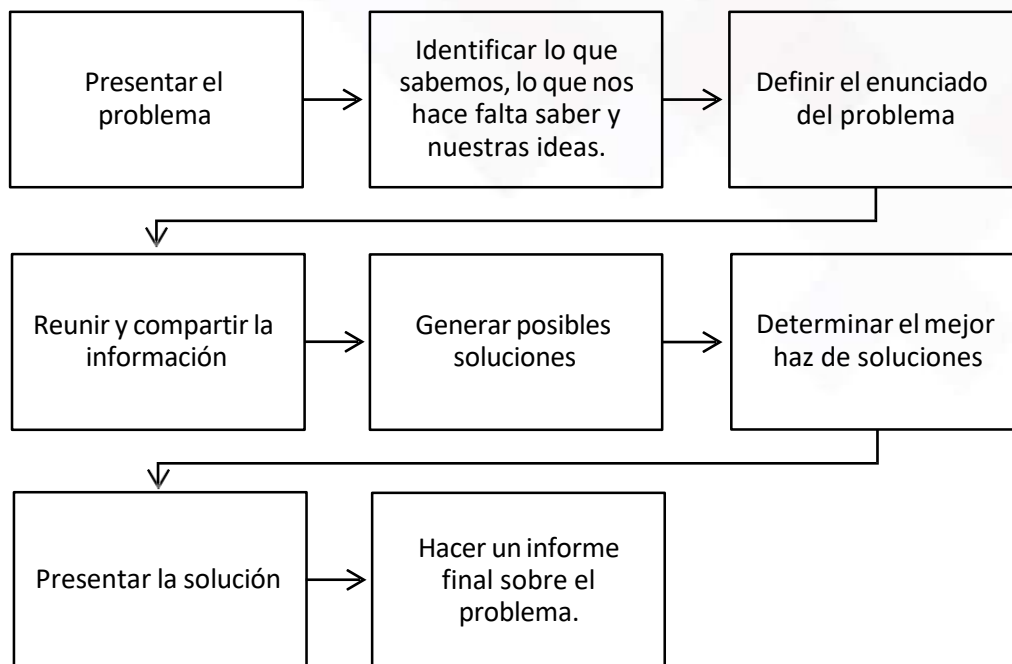 Presentar el
problema
Identificar lo que
sabemos, lo que nos
hace falta saber y
nuestras ideas.
Definir el enunciado
del problema
Reunir y compartir la
información
Generar posibles
soluciones
Determinar el mejor
haz de soluciones
Presentar la solución
Hacer un informe
final sobre el
problema.